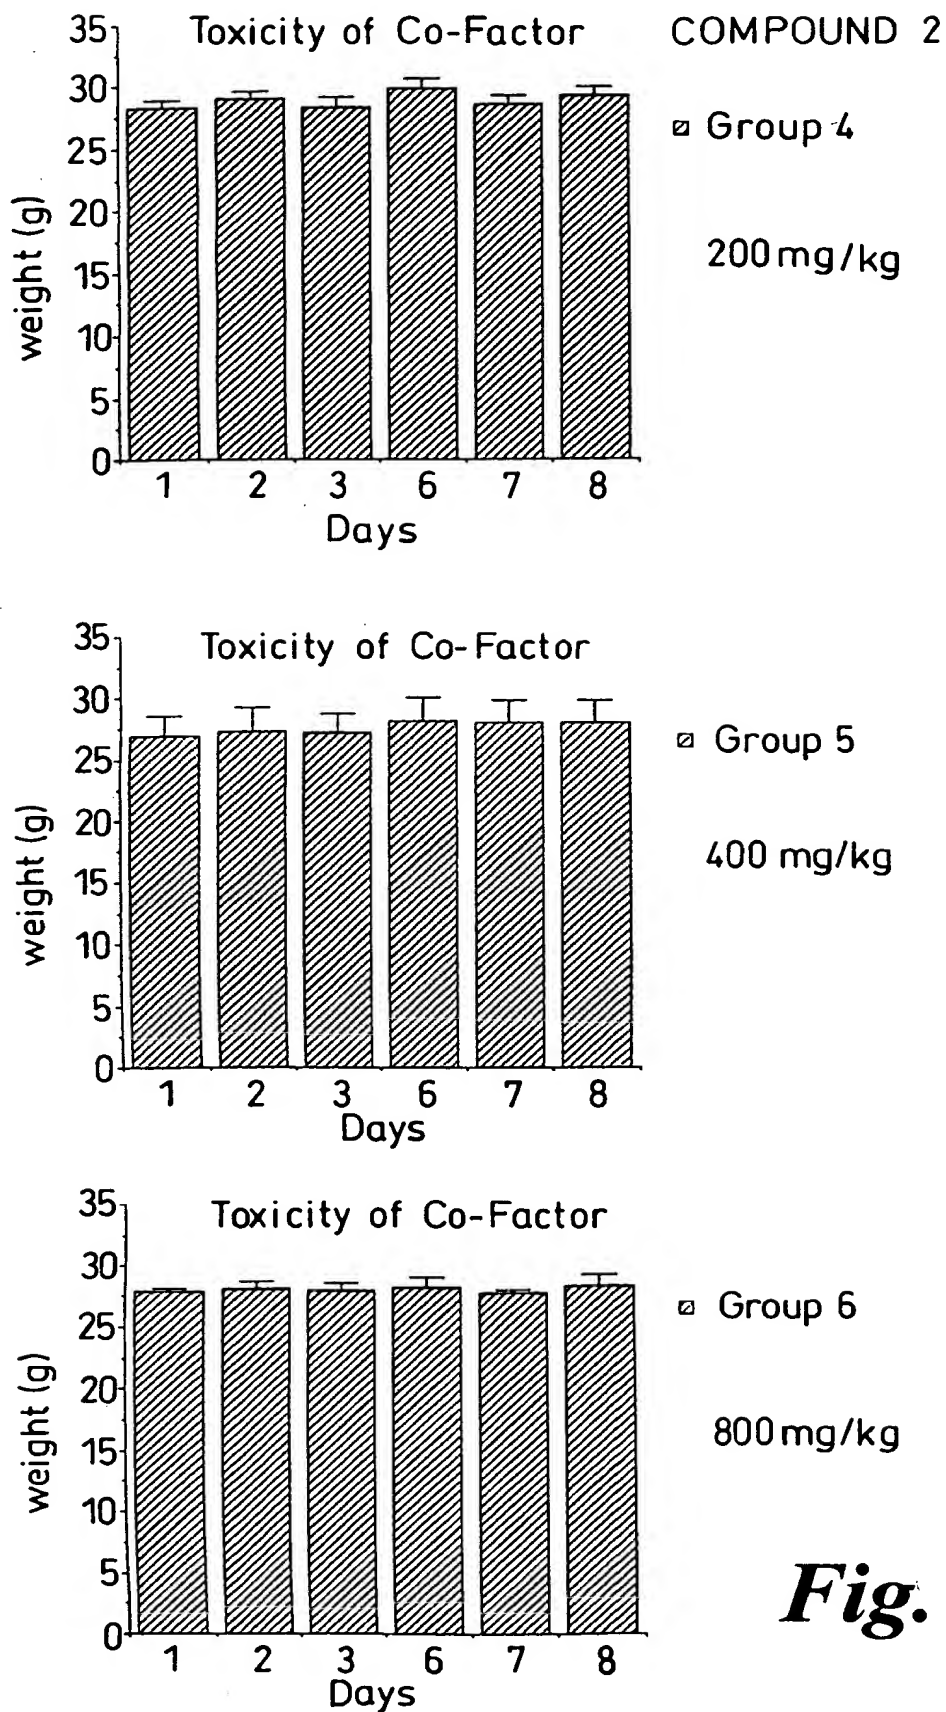 Toxicity of Co-Factor
COMPOUND 2
35
30
25
20
15
10
5
0
weight (g)
1 2 3 6 7 8
Days
Group 4
200 mg/kg
Toxicity of Co-Factor
35
30
25
20
15
10
5
0
weight (g)
1 2 3 6 7 8
Days
Group 5
400 mg/kg
Toxicity of Co-Factor
35
30
25
20
15
10
5
0
weight (g)
1 2 3 6 7 8
Days
Group 6
800 mg/kg
Fig.